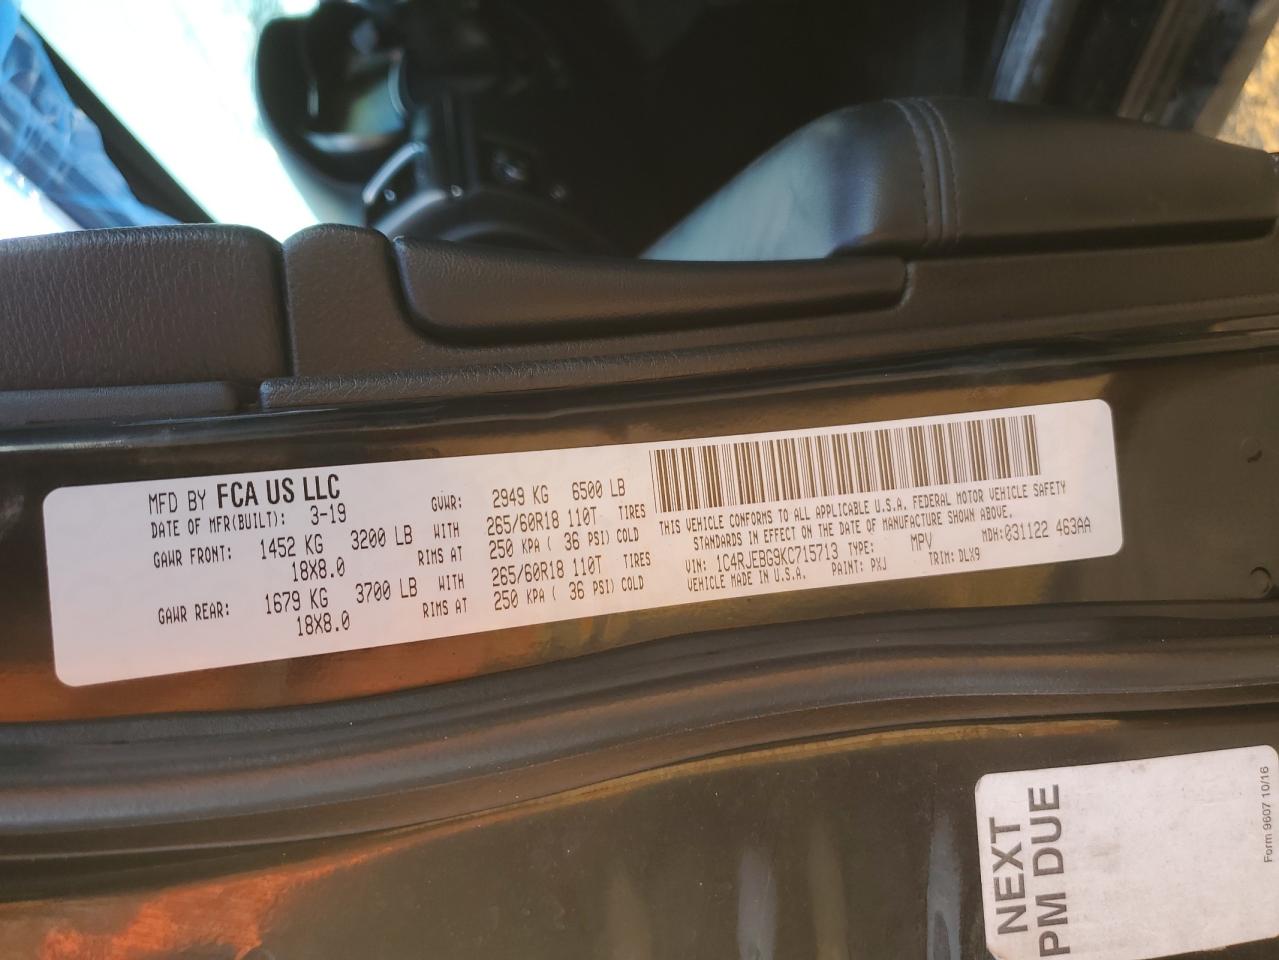 MFD BY FCA US LLC
DATE OF MFR(BUILT): 3-19
GVWR: 2949 KG 6500 LB
GAWR FRONT: 1452 KG 3200 LB WITH 265/60R18 110T TIRES
18X8.0 RIMS AT 250 KPA ( 36 PSI) COLD
GAWR REAR: 1679 KG 3700 LB WITH 265/60R18 110T TIRES
18X8.0 RIMS AT 250 KPA ( 36 PSI) COLD
THIS VEHICLE CONFORMS TO ALL APPLICABLE U.S.A. FEDERAL MOTOR VEHICLE SAFETY
STANDARDS IN EFFECT ON THE DATE OF MANUFACTURE SHOWN ABOVE.
MDH:031122 463AA
VIN: 1C4RJEBG9KC715713 TYPE: MPV
VEHICLE MADE IN U.S.A. PAINT: PXJ TRIM: DLX9
NEXT
PM DUE
Form 9607 10/16